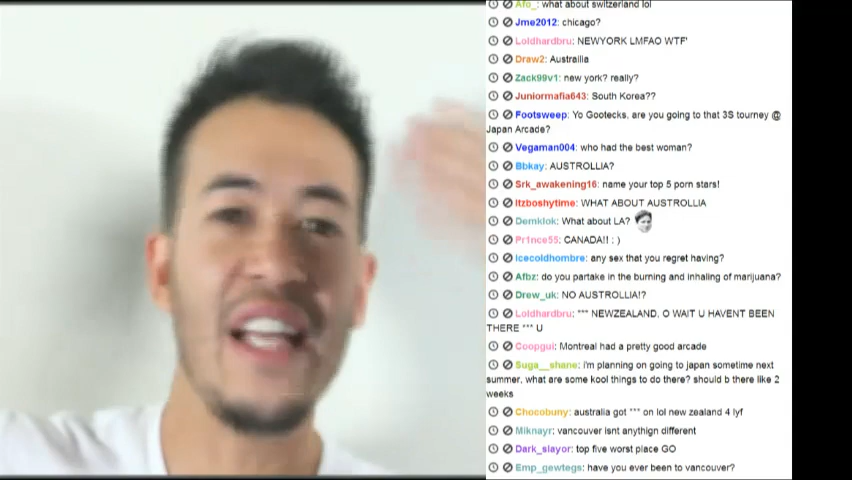 Afo_: what about switzerland lol
Jme2012: chicago?
Loldhardbru: NEWYORK LMFAO WTF'
Draw2: Australlia
Zack99v1: new york? really?
Juniormafia643: South Korea??
Footsweep: Yo Gootecks, are you going to that 3S tourney @
Japan Arcade?
Vegaman004: who had the best woman?
Bbkay: AUSTROLLIA?
Srk_awakening16: name your top 5 porn stars!
Itzboshytime: WHAT ABOUT AUSTROLLIA
Demklok: What about LA?
Pr1nce55: CANADA!! : )
Icecoldhombre: any sex that you regret having?
Afbz: do you partake in the burning and inhaling of marijuana?
Drew_uk: NO AUSTROLLIA!?
Loldhardbru: *** NEWZEALAND, O WAIT U HAVENT BEEN
THERE *** U
Coopgui: Montreal had a pretty good arcade
Suga__shane: i'm planning on going to japan sometime next
summer, what are some kool things to do there? should b there like 2
weeks
Chocobuny: australia got *** on lol new zealand 4 lyf
Miknayr: vancouver isnt anythign different
Dark_slayor: top five worst place GO
Emp_gewtegs: have you ever been to vancouver?